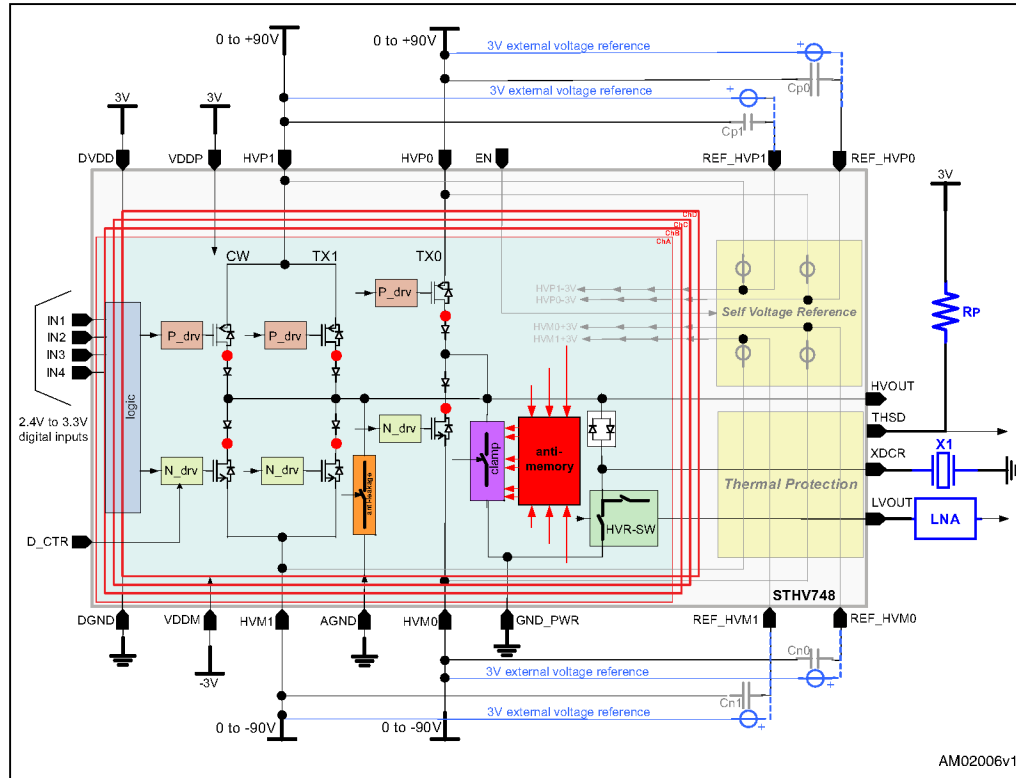 0 to +90V
0 to +90V
3V external voltage reference
+
3V external voltage reference
+
Cp0
Cp1
3V
3V
DVDD
VDDP
HVP1
HVP0
EN
REF_HVP1
REF_HVP0
3V
ChD
ChC
ChB
ChA
CW
TX1
TX0
P_drv
HVP1-3V
HVP0-3V
Self Voltage Reference
HVM0+3V
HVM1+3V
RP
IN1
IN2
IN3
IN4
P_drv
P_drv
logic
2.4V to 3.3V
digital inputs
HVOUT
THSD
N_drv
clamp
anti-
memory
N_drv
N_drv
antileakage
XDCR
X1
Thermal Protection
HVR-SW
LVOUT
LNA
D_CTR
STHV748
DGND
VDDM
HVM1
AGND
HVM0
GND_PWR
REF_HVM1
REF_HVM0
-3V
Cn0
3V external voltage reference
+
Cn1
0 to -90V
0 to -90V
3V external voltage reference
+
AM02006v1